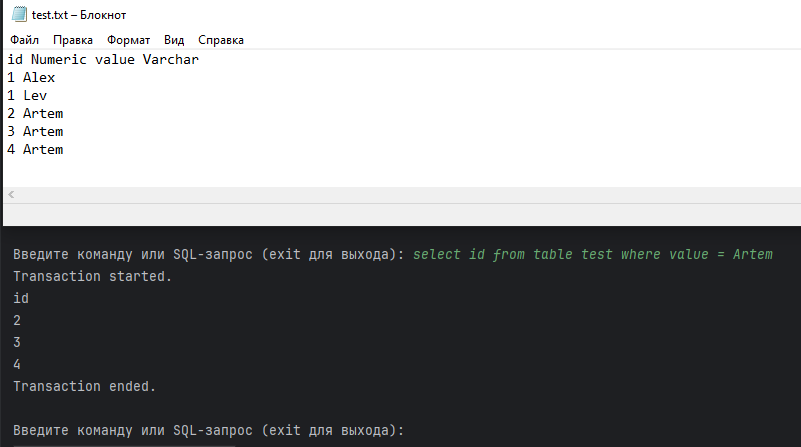 test.txt – Блокнот
Файл Правка Формат Вид Справка
id Numeric value Varchar
1 Alex
1 Lev
2 Artem
3 Artem
4 Artem
Введите команду или SQL-запрос (exit для выхода): select id from table test where value = Artem
Transaction started.
id
2
3
4
Transaction ended.
Введите команду или SQL-запрос (exit для выхода):